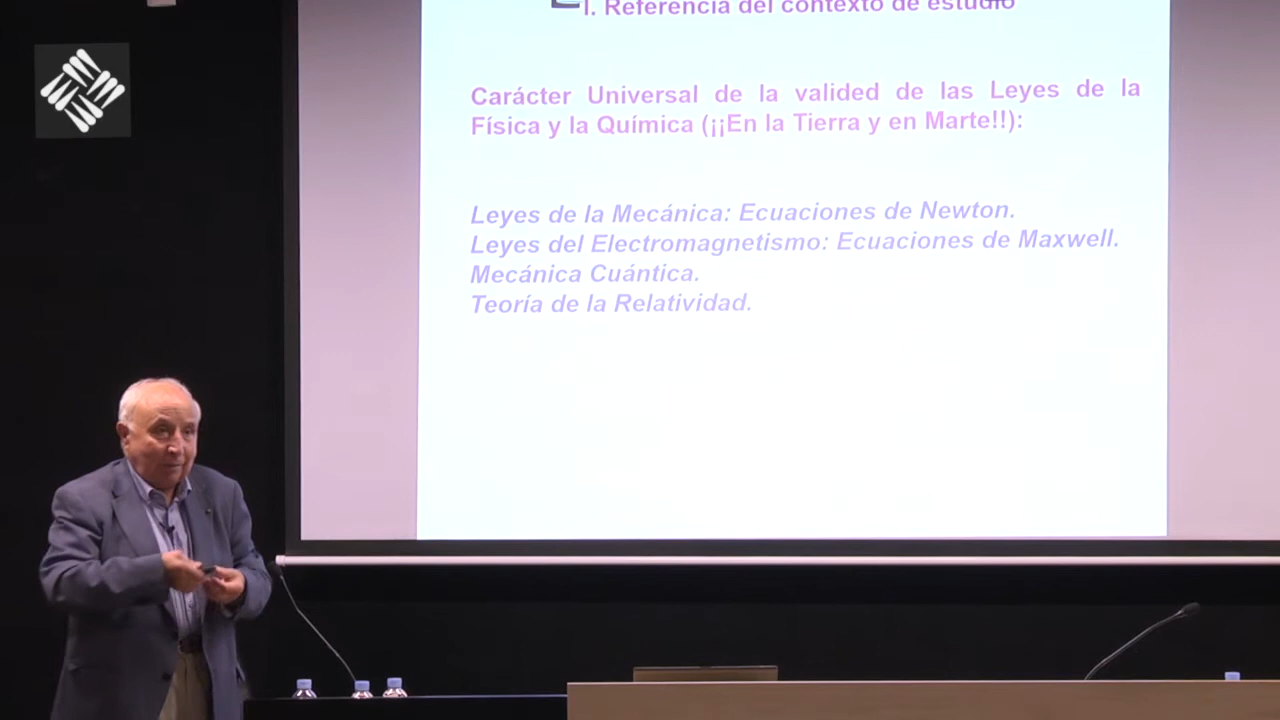 I. Referencia del contexto de estudio
Carácter Universal de la valided de las Leyes de la
Física y la Química (¡¡En la Tierra y en Marte!!):
Leyes de la Mecánica: Ecuaciones de Newton.
Leyes del Electromagnetismo: Ecuaciones de Maxwell.
Mecánica Cuántica.
Teoría de la Relatividad.